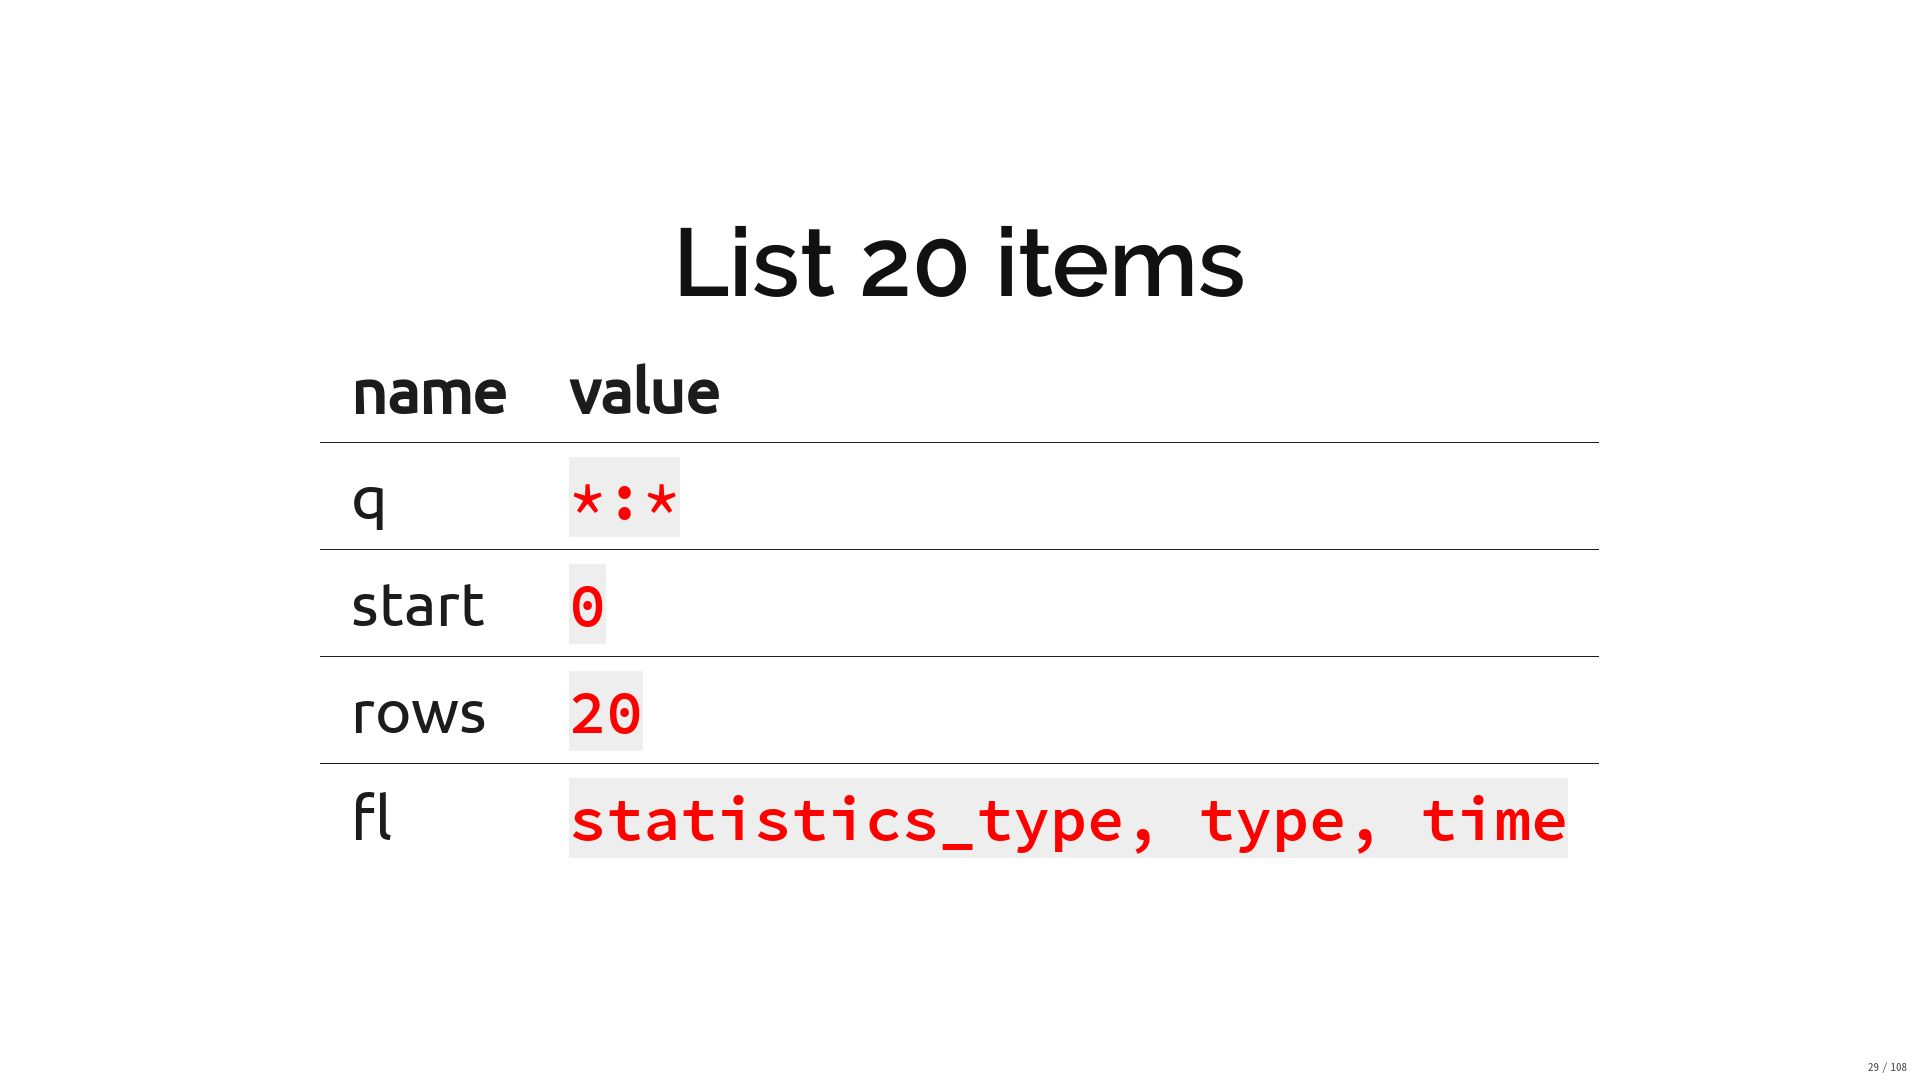 List 20 items
name value
q *:*
start 0
rows 20
fl statistics_type, type, time
29 / 108